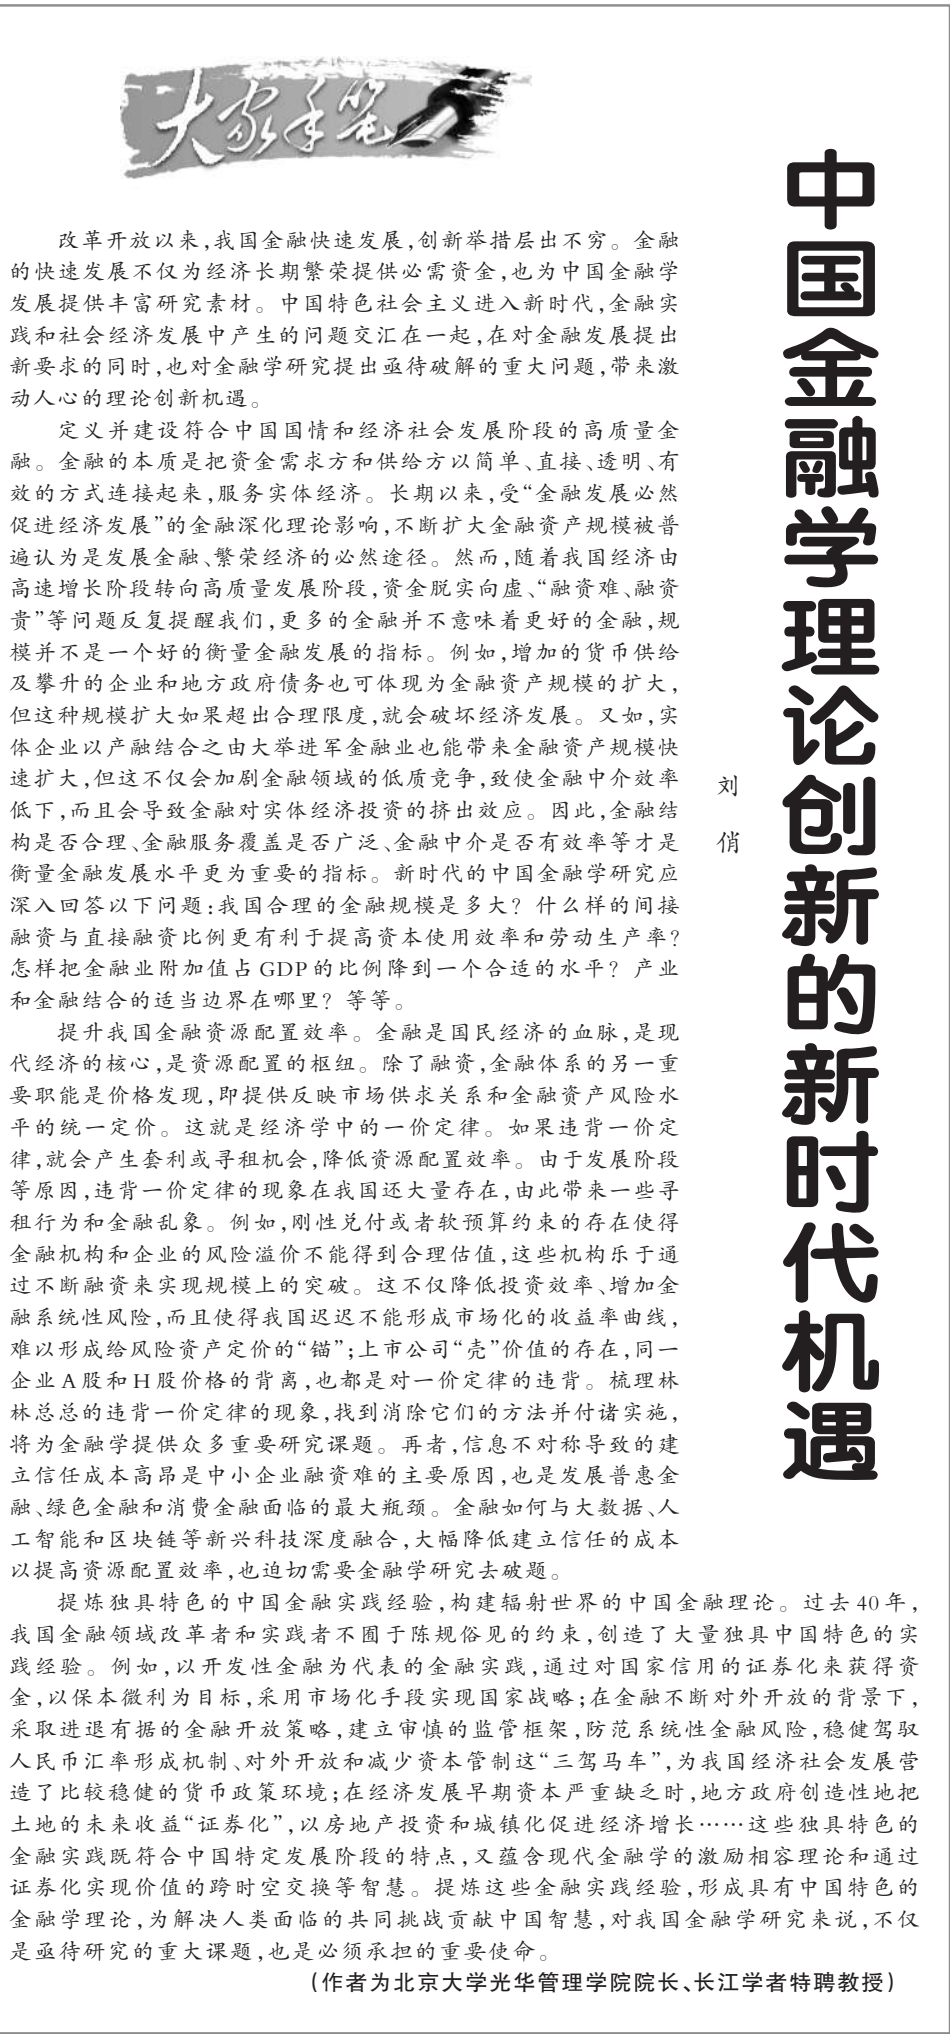 大家手笔
中国金融学理论创新的新时代机遇
刘俏
改革开放以来,我国金融快速发展,创新举措层出不穷。金融
的快速发展不仅为经济长期繁荣提供必需资金,也为中国金融学
发展提供丰富研究素材。中国特色社会主义进入新时代,金融实
践和社会经济发展中产生的问题交汇在一起,在对金融发展提出
新要求的同时,也对金融学研究提出亟待破解的重大问题,带来激
动人心的理论创新机遇。
定义并建设符合中国国情和经济社会发展阶段的高质量金
融。金融的本质是把资金需求方和供给方以简单、直接、透明、有
效的方式连接起来,服务实体经济。长期以来,受“金融发展必然
促进经济发展”的金融深化理论影响,不断扩大金融资产规模被普
遍认为是发展金融、繁荣经济的必然途径。然而,随着我国经济由
高速增长阶段转向高质量发展阶段,资金脱实向虚、“融资难、融资
贵”等问题反复提醒我们,更多的金融并不意味着更好的金融,规
模并不是一个好的衡量金融发展的指标。例如,增加的货币供给
及攀升的企业和地方政府债务也可体现为金融资产规模的扩大,
但这种规模扩大如果超出合理限度,就会破坏经济发展。又如,实
体企业以产融结合之由大举进军金融业也能带来金融资产规模快
速扩大,但这不仅会加剧金融领域的低质竞争,致使金融中介效率
低下,而且会导致金融对实体经济投资的挤出效应。因此,金融结
构是否合理、金融服务覆盖是否广泛、金融中介是否有效率等才是
衡量金融发展水平更为重要的指标。新时代的中国金融学研究应
深入回答以下问题:我国合理的金融规模是多大?什么样的间接
融资与直接融资比例更有利于提高资本使用效率和劳动生产率?
怎样把金融业附加值占GDP的比例降到一个合适的水平?产业
和金融结合的适当边界在哪里?等等。
提升我国金融资源配置效率。金融是国民经济的血脉,是现
代经济的核心,是资源配置的枢纽。除了融资,金融体系的另一重
要职能是价格发现,即提供反映市场供求关系和金融资产风险水
平的统一定价。这就是经济学中的一价定律。如果违背一价定
律,就会产生套利或寻租机会,降低资源配置效率。由于发展阶段
等原因,违背一价定律的现象在我国还大量存在,由此带来一些寻
租行为和金融乱象。例如,刚性兑付或者软预算约束的存在使得
金融机构和企业的风险溢价不能得到合理估值,这些机构乐于通
过不断融资来实现规模上的突破。这不仅降低投资效率、增加金
融系统性风险,而且使得我国迟迟不能形成市场化的收益率曲线,
难以形成给风险资产定价的“锚”;上市公司“壳”价值的存在,同一
企业A股和H股价格的背离,也都是对一价定律的违背。梳理林
林总总的违背一价定律的现象,找到消除它们的方法并付诸实施,
将为金融学提供众多重要研究课题。再者,信息不对称导致的建
立信任成本高昂是中小企业融资难的主要原因,也是发展普惠金
融、绿色金融和消费金融面临的最大瓶颈。金融如何与大数据、人
工智能和区块链等新兴科技深度融合,大幅降低建立信任的成本
以提高资源配置效率,也迫切需要金融学研究去破题。
提炼独具特色的中国金融实践经验,构建辐射世界的中国金融理论。过去40年,
我国金融领域改革者和实践者不囿于陈规俗见的约束,创造了大量独具中国特色的实
践经验。例如,以开发性金融为代表的金融实践,通过对国家信用的证券化来获得资
金,以保本微利为目标,采用市场化手段实现国家战略;在金融不断对外开放的背景下,
采取进退有据的金融开放策略,建立审慎的监管框架,防范系统性金融风险,稳健驾驭
人民币汇率形成机制、对外开放和减少资本管制这“三驾马车”,为我国经济社会发展营
造了比较稳健的货币政策环境;在经济发展早期资本严重缺乏时,地方政府创造性地把
土地的未来收益“证券化”,以房地产投资和城镇化促进经济增长……这些独具特色的
金融实践既符合中国特定发展阶段的特点,又蕴含现代金融学的激励相容理论和通过
证券化实现价值的跨时空交换等智慧。提炼这些金融实践经验,形成具有中国特色的
金融学理论,为解决人类面临的共同挑战贡献中国智慧,对我国金融学研究来说,不仅
是亟待研究的重大课题,也是必须承担的重要使命。
(作者为北京大学光华管理学院院长、长江学者特聘教授)